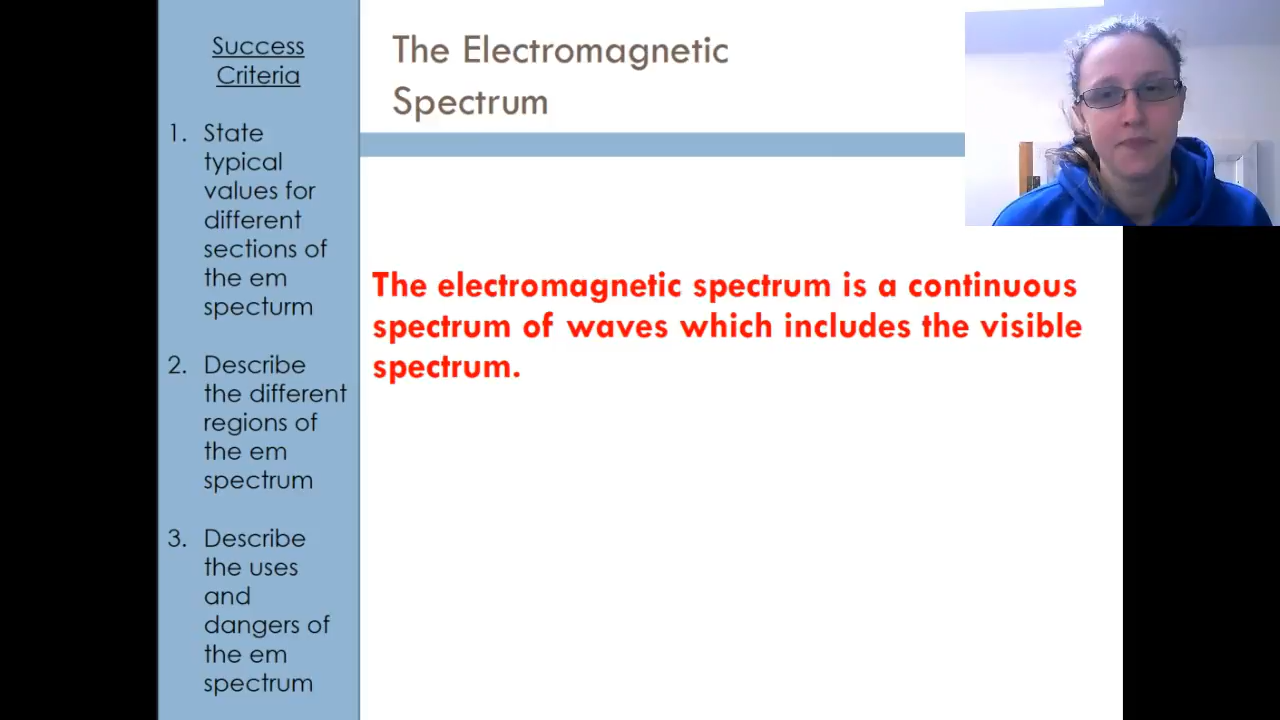 Success
Criteria
1. State
typical
values for
different
sections of
the em
specturm
2. Describe
the different
regions of
the em
spectrum
3. Describe
the uses
and
dangers of
the em
spectrum
The Electromagnetic
Spectrum
The electromagnetic spectrum is a continuous
spectrum of waves which includes the visible
spectrum.